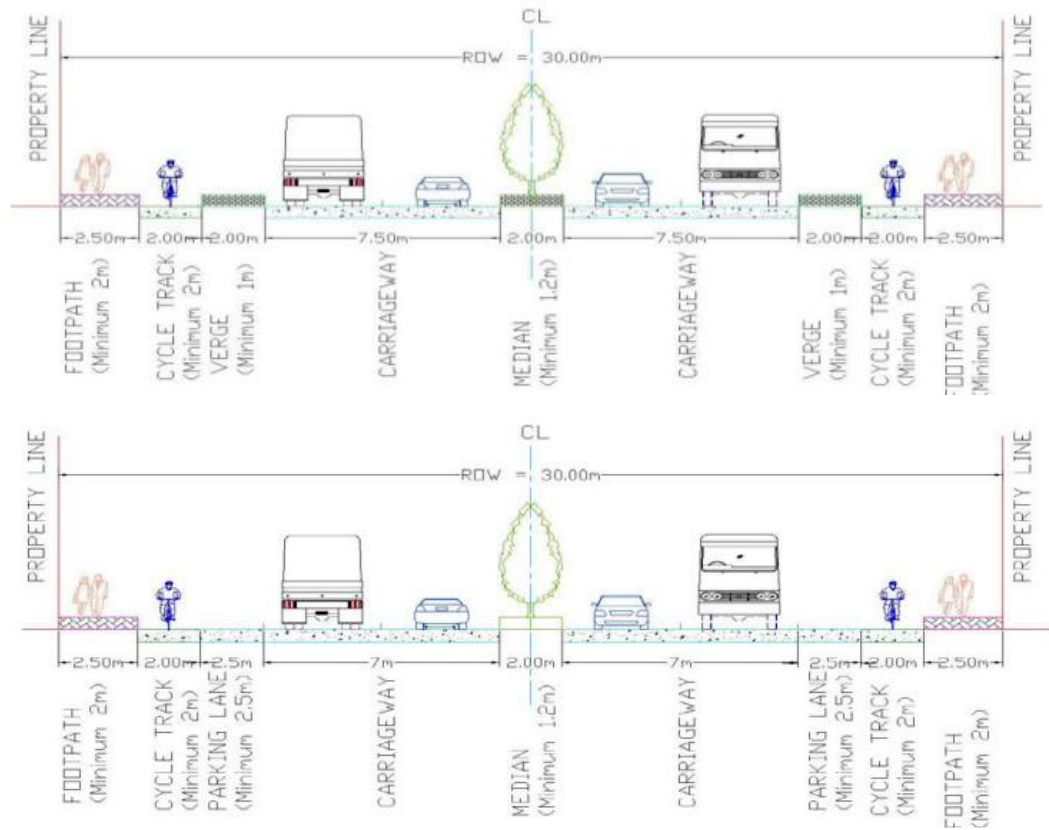 CL
ROW = 30.00m
PROPERTY LINE
PROPERTY LINE
2.50m 2.00m 2.00m 7.50m 2.00m 7.50m 2.00m 2.00m 2.50m
FOOTPATH
(Minimum 2m)
CYCLE TRACK
(Minimum 2m)
VERGE
(Minimum 1m)
CARRIAGEWAY
MEDIAN
(Minimum 1.2m)
CARRIAGEWAY
VERGE
(Minimum 1m)
CYCLE TRACK
(Minimum 2m)
FOOTPATH
(Minimum 2m)
CL
ROW = 30.00m
PROPERTY LINE
PROPERTY LINE
2.50m 2.00m 2.5m 7m 2.00m 7m 2.5m 2.00m 2.50m
FOOTPATH
(Minimum 2m)
CYCLE TRACK
(Minimum 2m)
PARKING LANE
(Minimum 2.5m)
CARRIAGEWAY
MEDIAN
(Minimum 1.2m)
CARRIAGEWAY
PARKING LANE
(Minimum 2.5m)
CYCLE TRACK
(Minimum 2m)
FOOTPATH
(Minimum 2m)